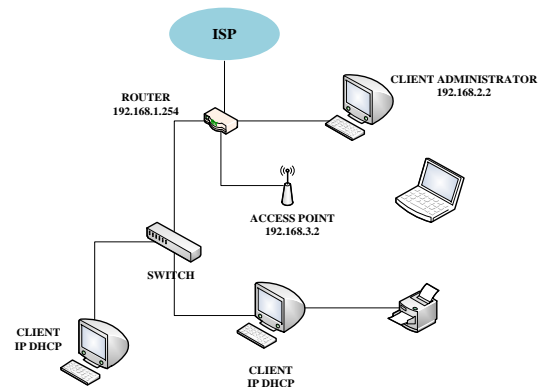 ISP
ROUTER
192.168.1.254
CLIENT ADMINISTRATOR
192.168.2.2
ACCESS POINT
192.168.3.2
SWITCH
CLIENT
IP DHCP
CLIENT
IP DHCP